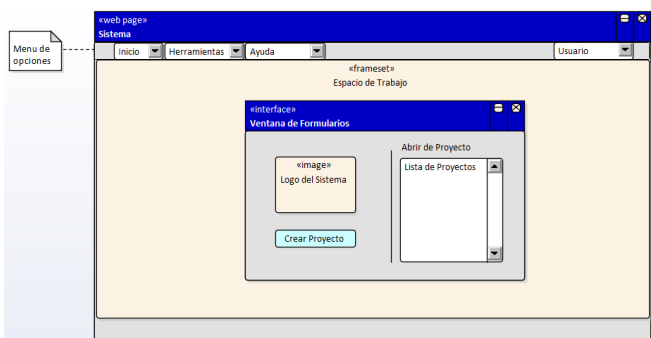 «web page»
Sistema
Menu de
opciones
Inicio Herramientas Ayuda Usuario
«frameset»
Espacio de Trabajo
«interface»
Ventana de Formularios
Abrir de Proyecto
«image»
Logo del Sistema
Lista de Proyectos
Crear Proyecto